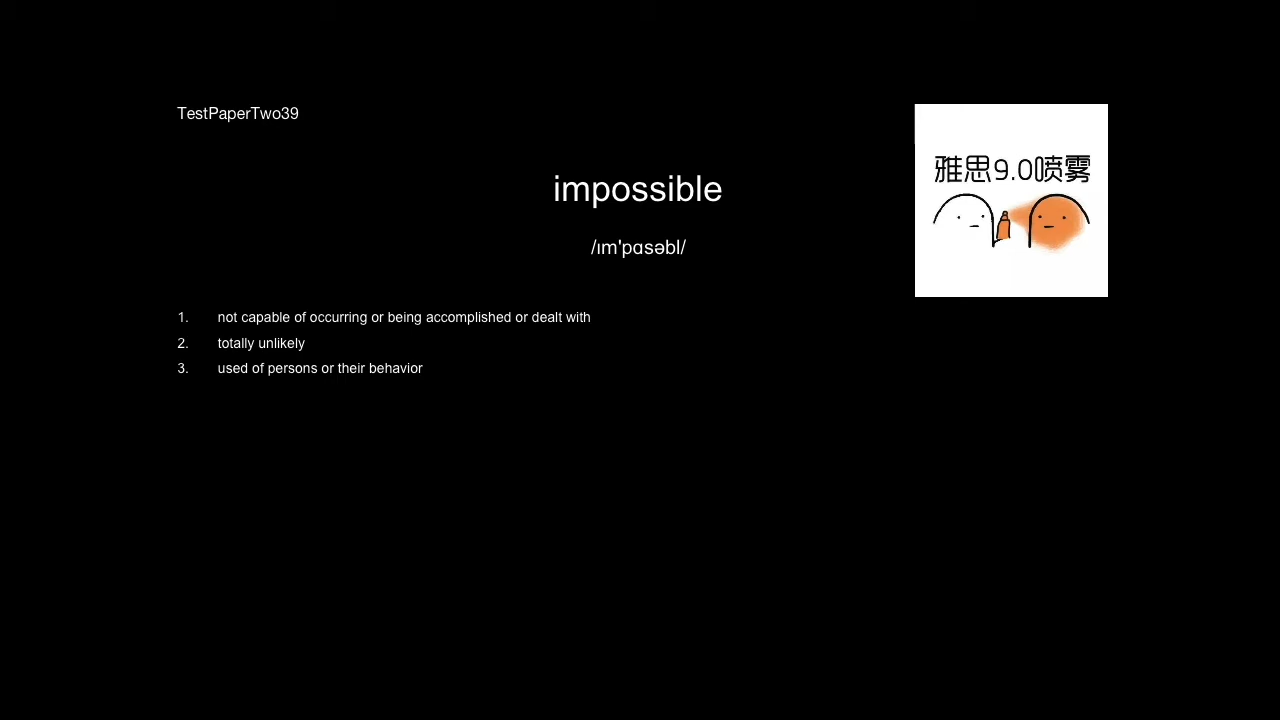 TestPaperTwo39
impossible
/ɪm'pɑsəbl/
雅思9.0喷雾
1. not capable of occurring or being accomplished or dealt with
2. totally unlikely
3. used of persons or their behavior